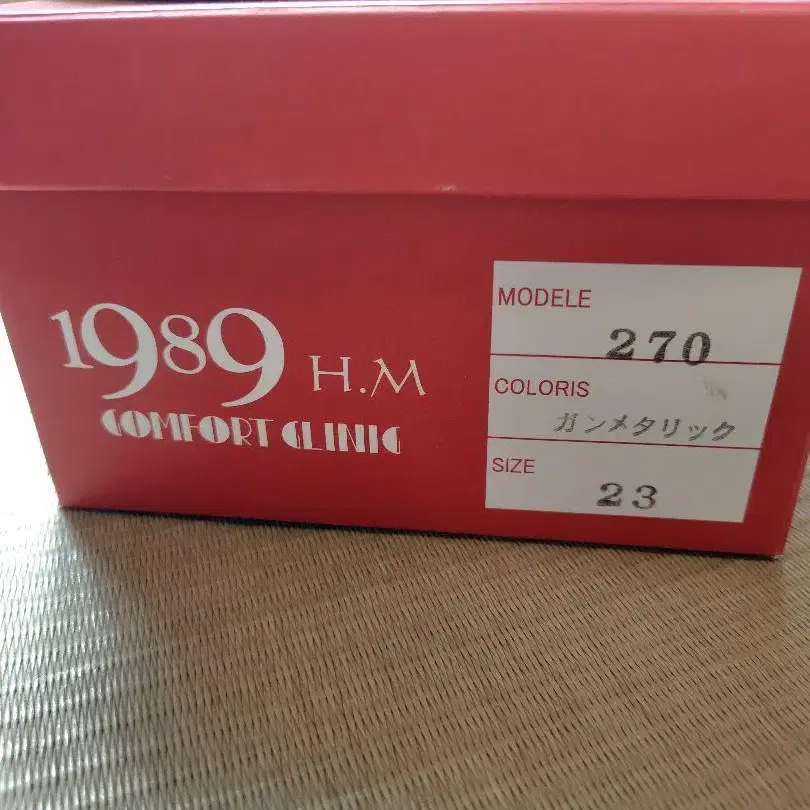 1989 H.M
COMFORT CLINIC
MODELE
270
COLORIS
ガンメタリック
SIZE
23